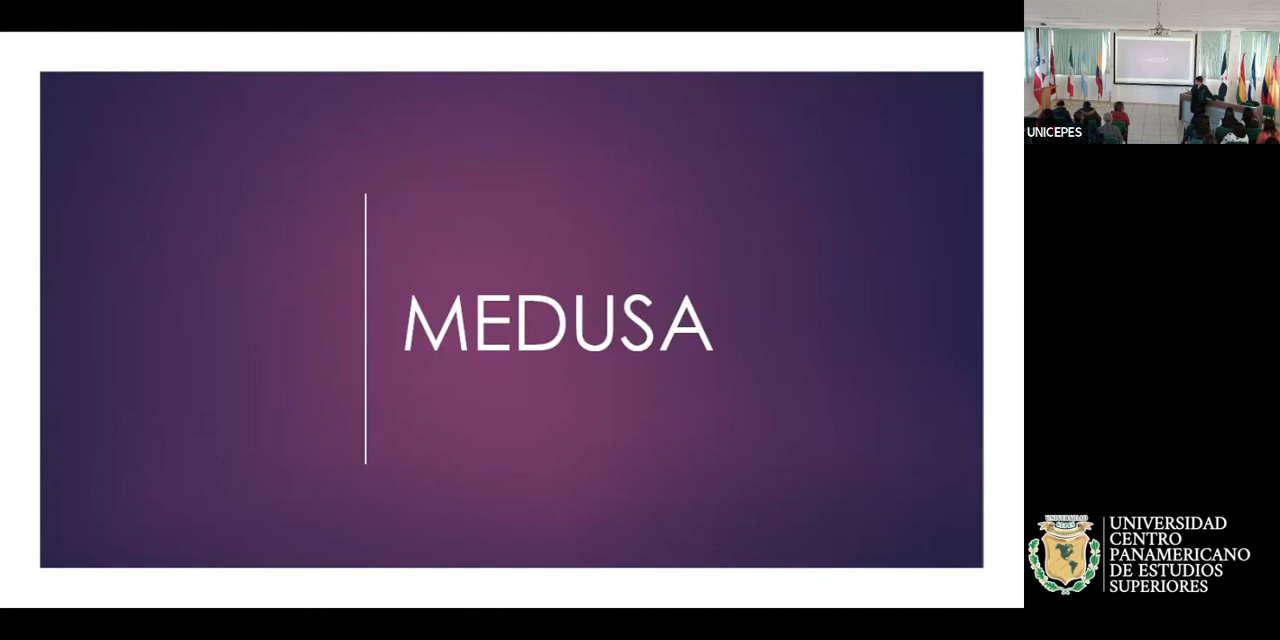 MEDUSA
UNICEPES
UNIVERSIDAD
CENTRO
PANAMERICANO
DE ESTUDIOS
SUPERIORES